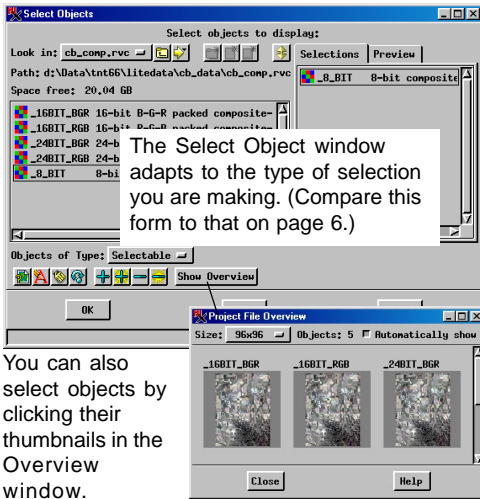 Select Objects
Select objects to display:
Look in: cb_comp.rvc
Selections Preview
Path: d:\Data\tnt66\litedata\cb_data\cb_comp.rvc
_8_BIT 8-bit composite
Space free: 20.04 GB
_16BIT_BGR 16-bit B-G-R packed composite-
_16BIT_RGB 16-bit R-G-B packed composite-
_24BIT_BGR 24-b
_24BIT_RGB 24-b
_8_BIT 8-bi
The Select Object window
adapts to the type of selection
you are making. (Compare this
form to that on page 6.)
Objects of Type: Selectable
Show Overview
OK
Project File Overview
Size: 96x96 Objects: 5 Automatically show
_16BIT_BGR _16BIT_RGB _24BIT_BGR
Close Help
You can also
select objects by
clicking their
thumbnails in the
Overview
window.